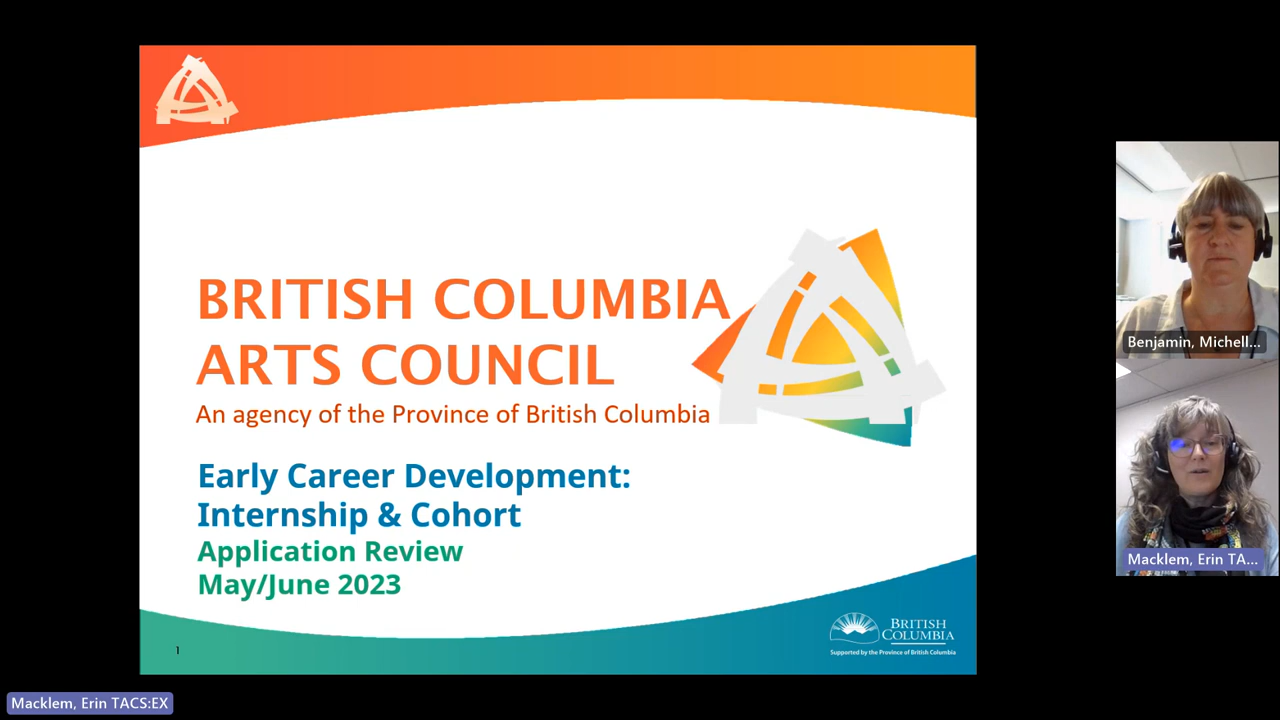 BRITISH COLUMBIA
ARTS COUNCIL
An agency of the Province of British Columbia
Early Career Development:
Internship & Cohort
Application Review
May/June 2023
1
BRITISH
COLUMBIA
Supported by the Province of British Columbia
Benjamin, Michell...
Macklem, Erin TA...
Macklem, Erin TACS:EX